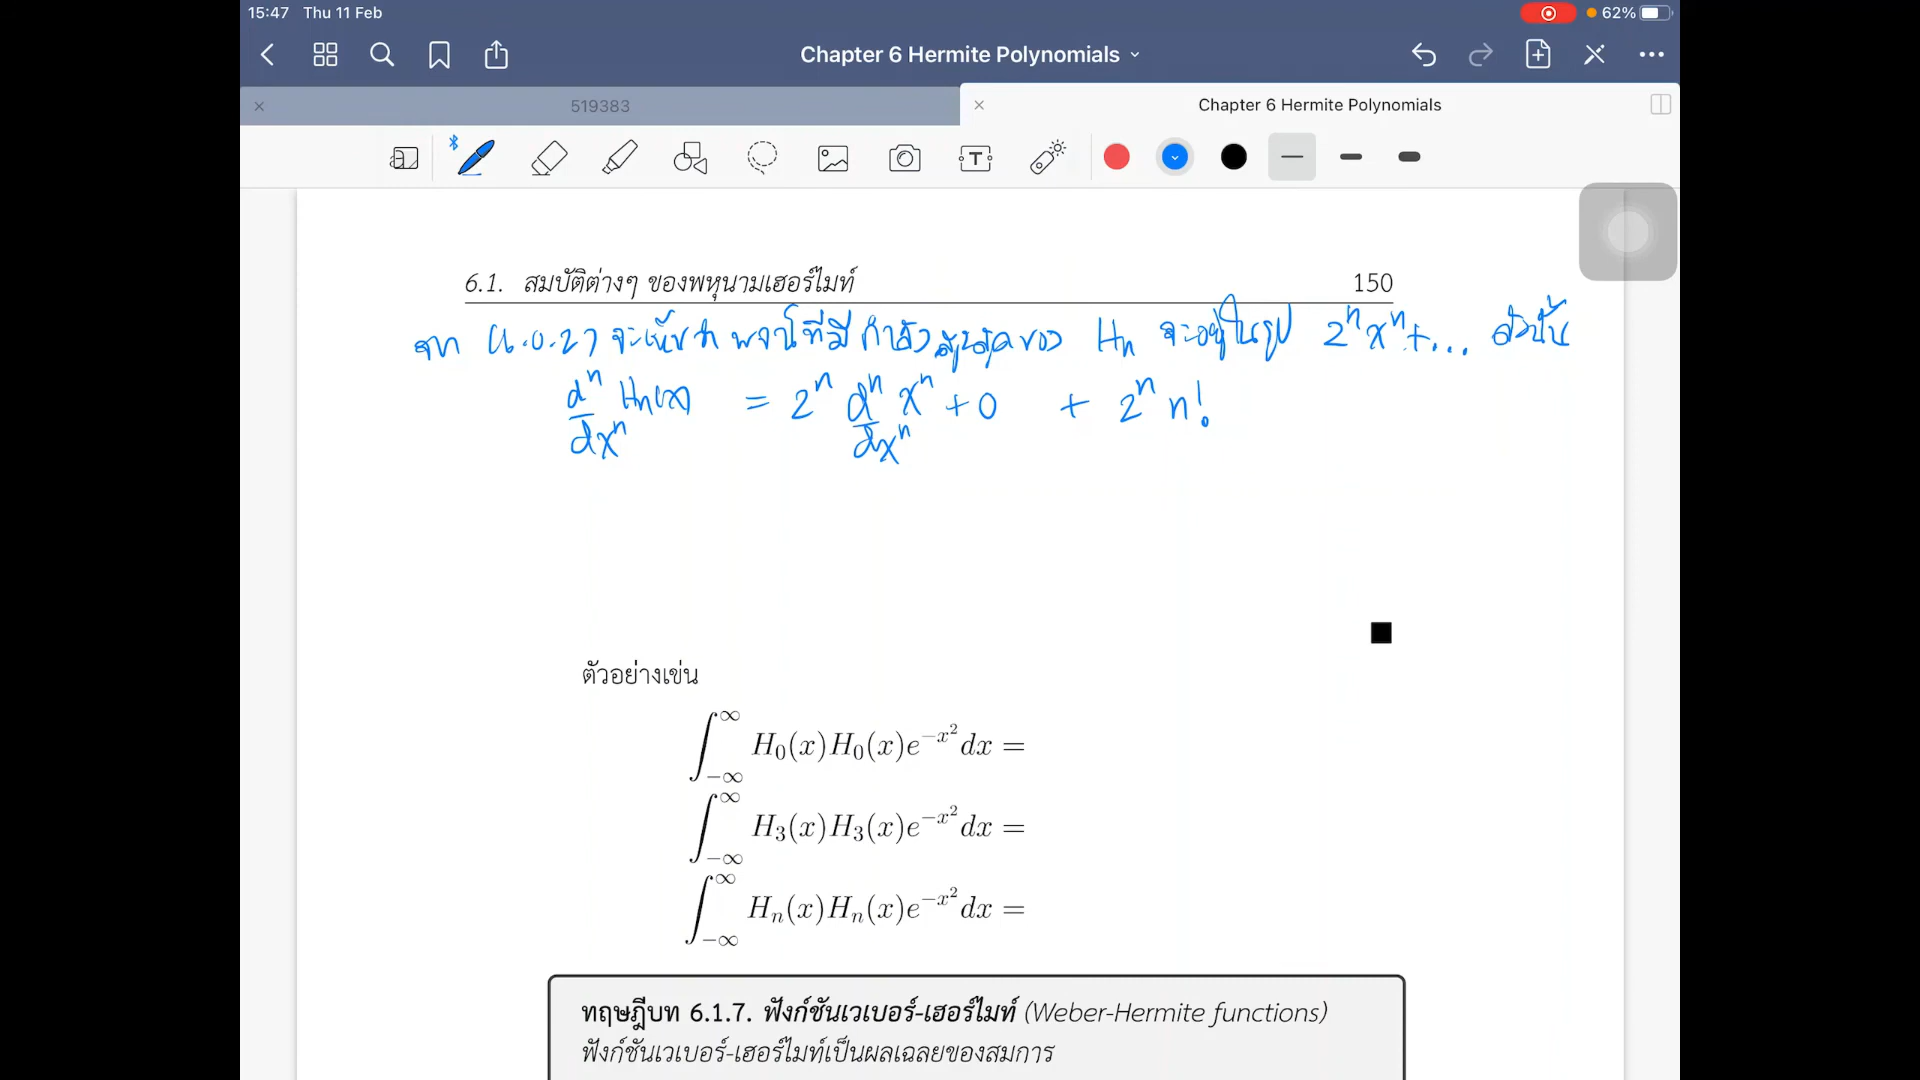 15:47 Thu 11 Feb 62%
Chapter 6 Hermite Polynomials
519383 Chapter 6 Hermite Polynomials
6.1. สมบัติต่างๆ ของพหุนามเฮอร์ไมท์ 150
จาก (6.0.2) จะเห็นว่า พจน์ที่มี กำลังสูงสุดของ Hn จะอยู่ในรูป 2ⁿxⁿ+... ดังนั้น
dⁿ/dxⁿ Hn(x) = 2ⁿ dⁿ/dxⁿ xⁿ + 0 + 2ⁿ n!
■
ตัวอย่างเข่น
∫_{-∞}^{∞} H₀(x)H₀(x)e^{-x²}dx =
∫_{-∞}^{∞} H₃(x)H₃(x)e^{-x²}dx =
∫_{-∞}^{∞} Hₙ(x)Hₙ(x)e^{-x²}dx =
ทฤษฎีบท 6.1.7. ฟังก์ชันเวเบอร์-เฮอร์ไมท์ (Weber-Hermite functions)
ฟังก์ชันเวเบอร์-เฮอร์ไมท์เป็นผลเฉลยของสมการ